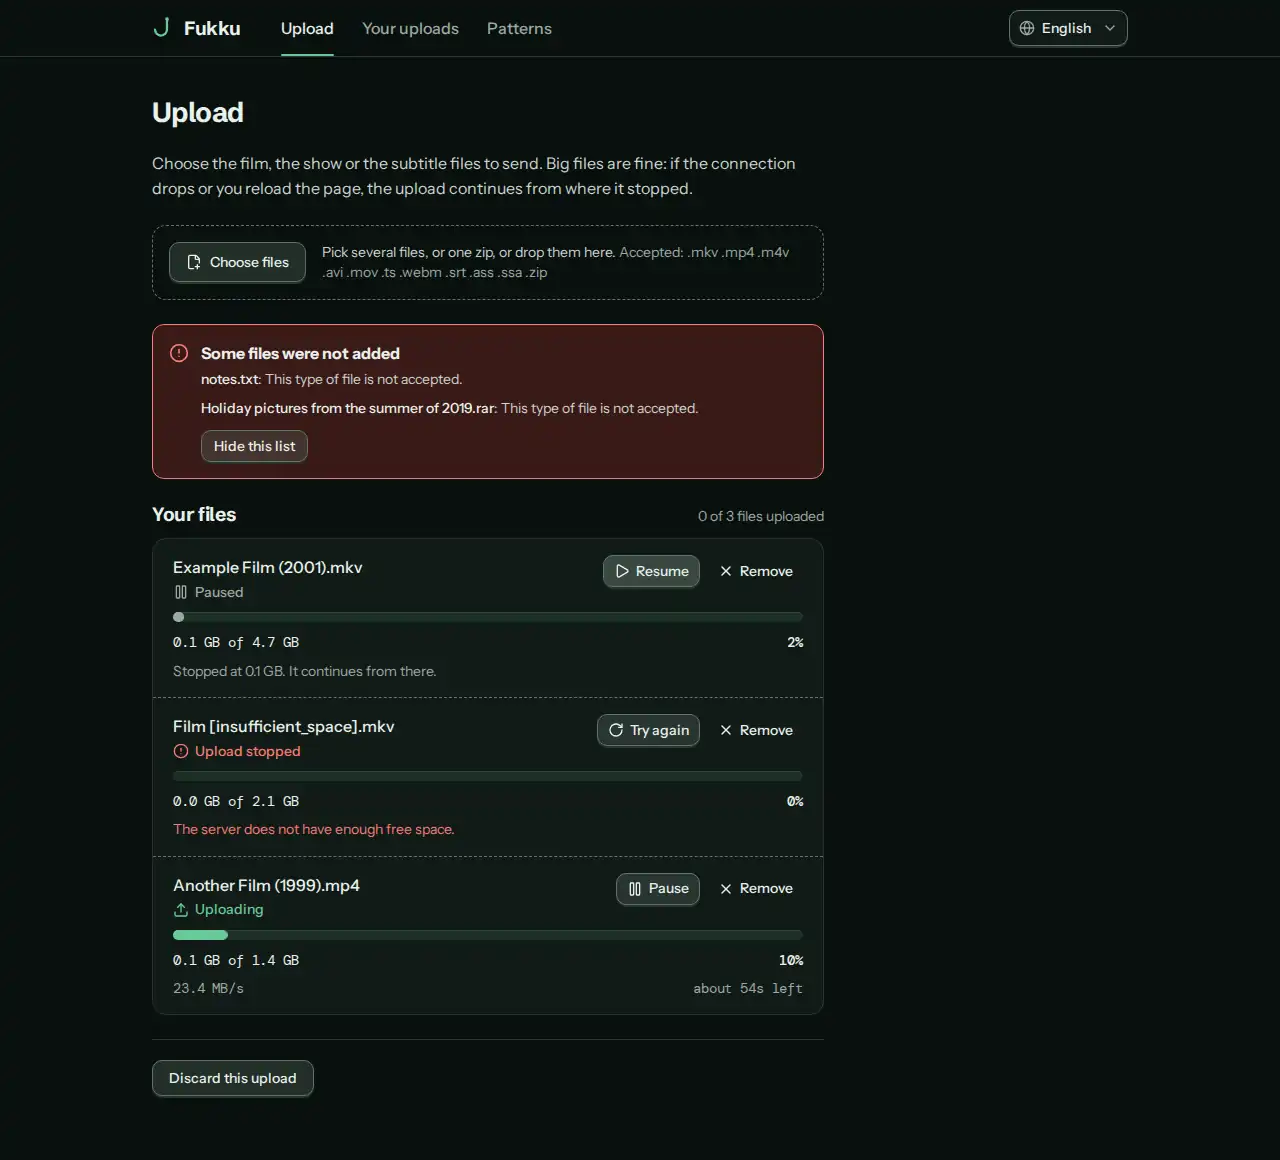 Fukku
Upload
Your uploads
Patterns
English
Upload
Choose the film, the show or the subtitle files to send. Big files are fine: if the connection
drops or you reload the page, the upload continues from where it stopped.
Choose files
Pick several files, or one zip, or drop them here. Accepted: .mkv .mp4 .m4v
.avi .mov .ts .webm .srt .ass .ssa .zip
Some files were not added
notes.txt: This type of file is not accepted.
Holiday pictures from the summer of 2019.rar: This type of file is not accepted.
Hide this list
Your files
0 of 3 files uploaded
Example Film (2001).mkv
Resume
Remove
Paused
0.1 GB of 4.7 GB
2%
Stopped at 0.1 GB. It continues from there.
Film [insufficient_space].mkv
Try again
Remove
Upload stopped
0.0 GB of 2.1 GB
0%
The server does not have enough free space.
Another Film (1999).mp4
Pause
Remove
Uploading
0.1 GB of 1.4 GB
10%
23.4 MB/s
about 54s left
Discard this upload